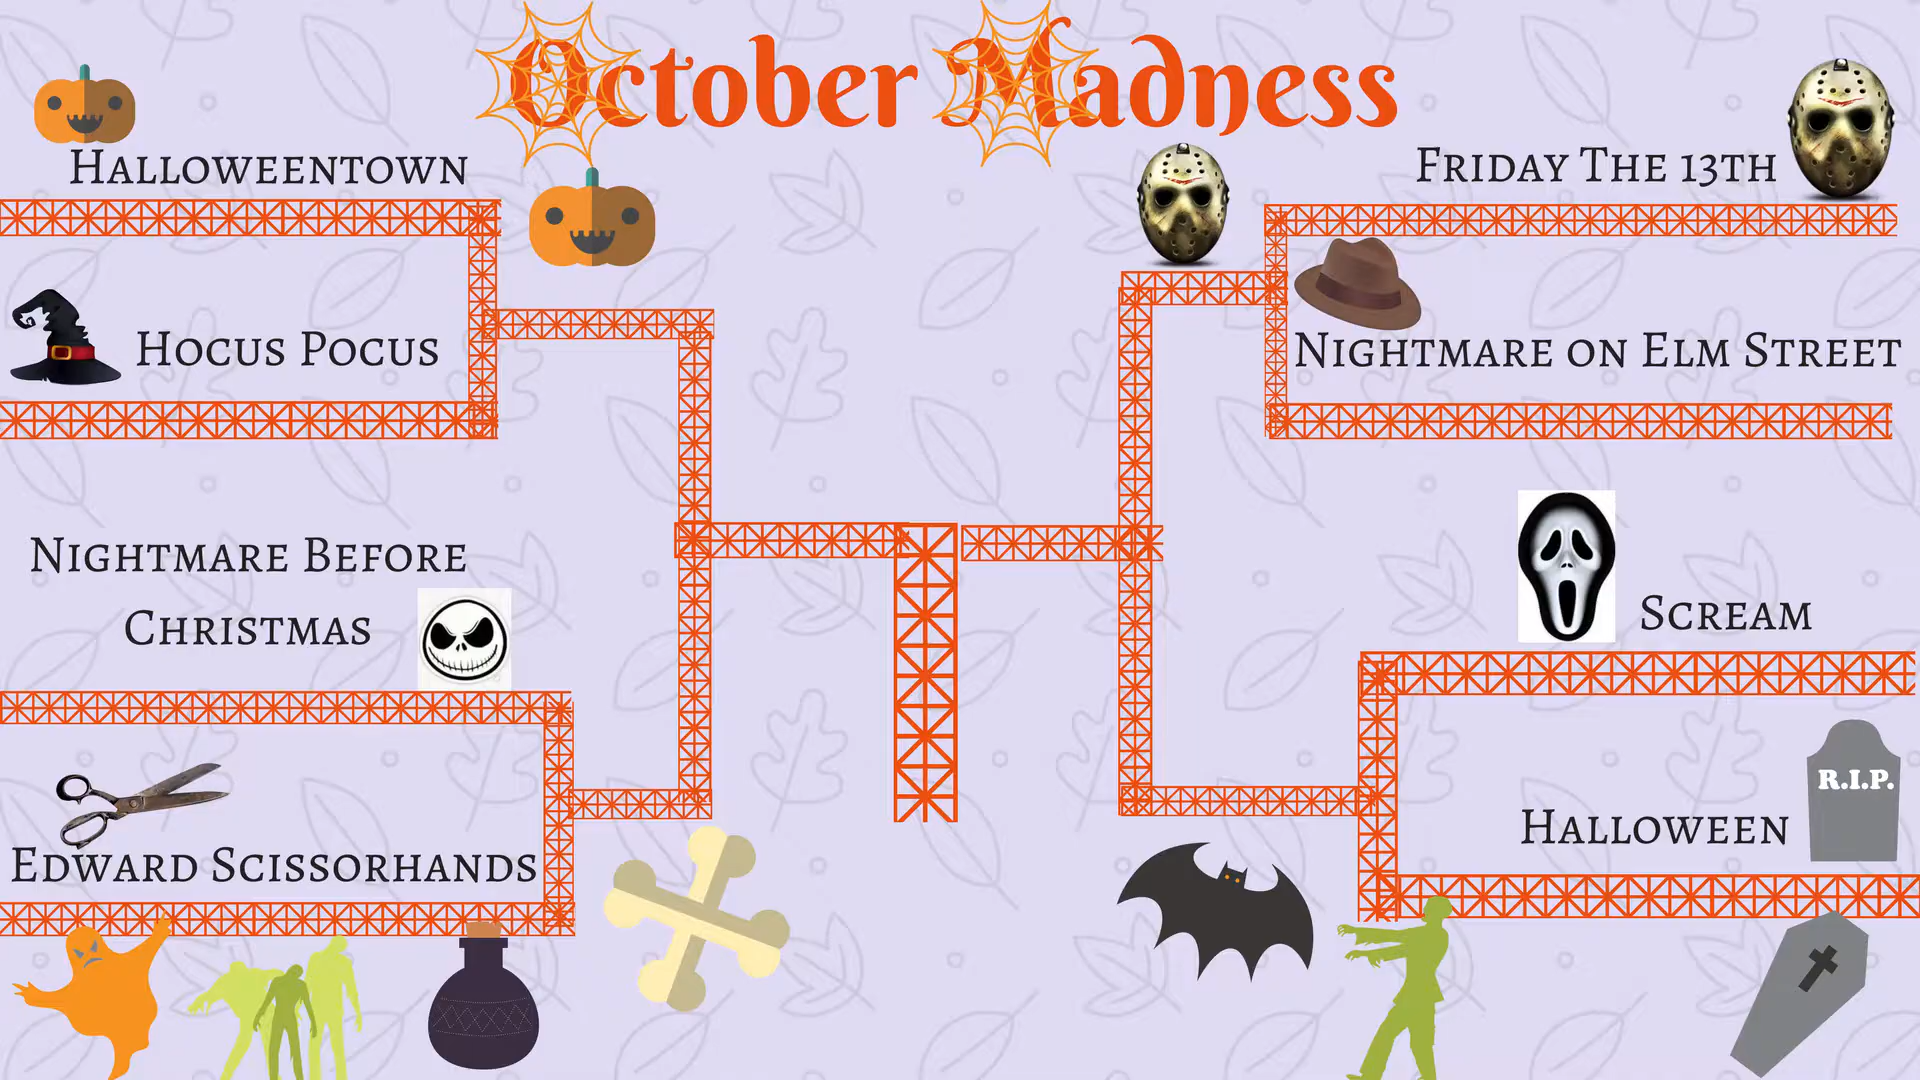 October Madness
Halloweentown
Hocus Pocus
Nightmare Before
Christmas
Edward Scissorhands
Friday The 13th
Nightmare on Elm Street
Scream
Halloween
R.I.P.